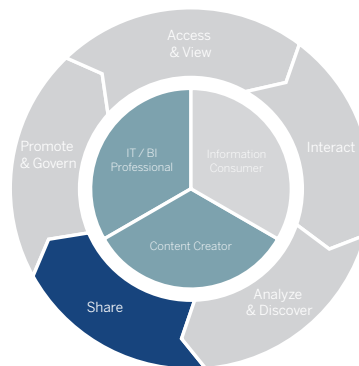 Access
& View
Promote
& Govern
IT / BI
Professional
Information
Consumer
Interact
Content Creator
Share
Analyze
& Discover